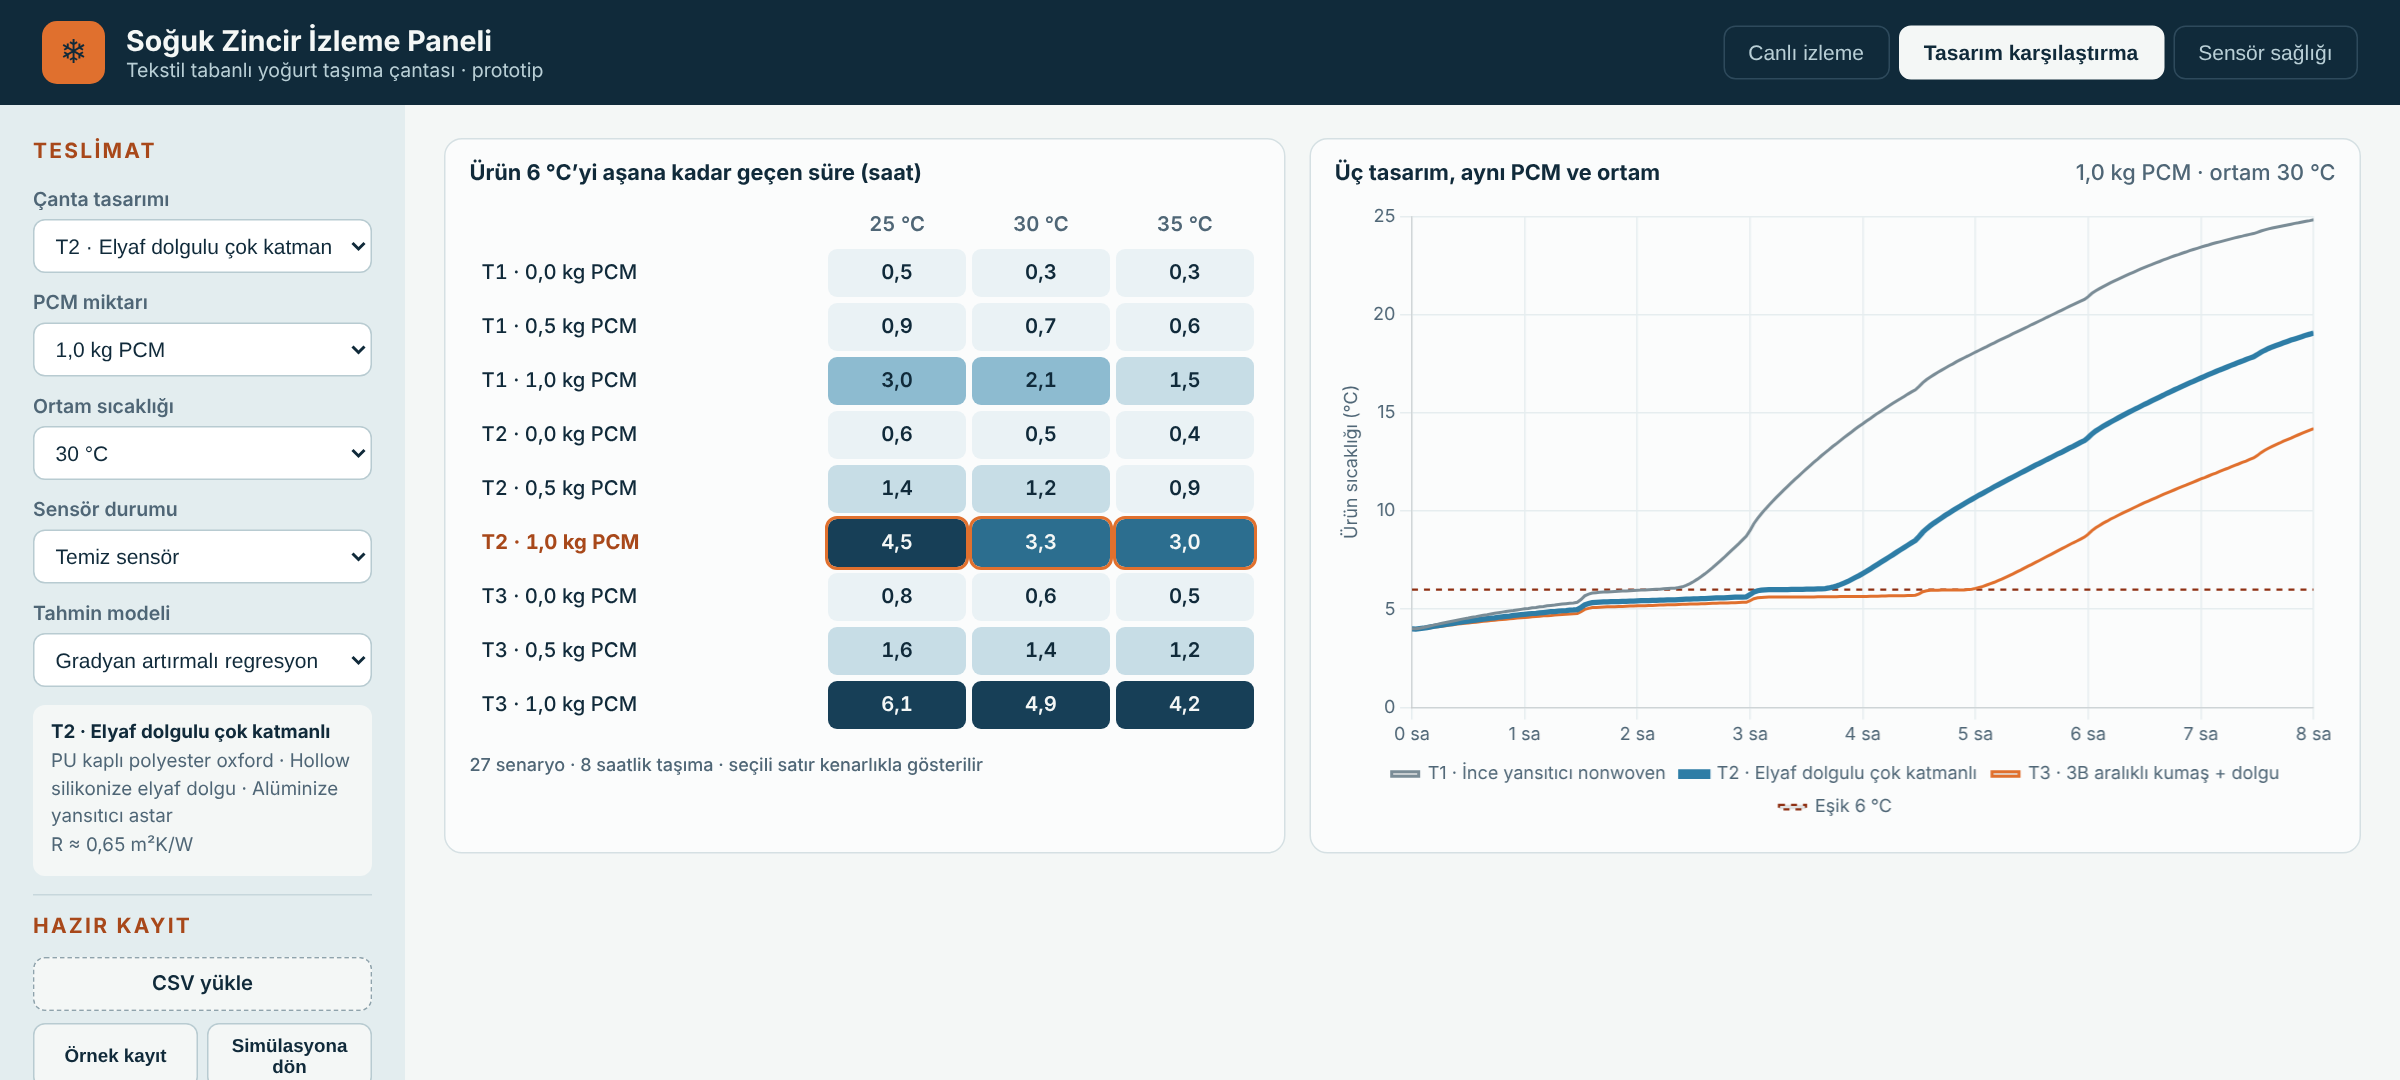 Soğuk Zincir İzleme Paneli
Tekstil tabanlı yoğurt taşıma çantası · prototip
Canlı izleme
Tasarım karşılaştırma
Sensör sağlığı
TESLİMAT
Çanta tasarımı
T2 · Elyaf dolgulu çok katman
PCM miktarı
1,0 kg PCM
Ortam sıcaklığı
30 °C
Sensör durumu
Temiz sensör
Tahmin modeli
Gradyan artırmalı regresyon
T2 · Elyaf dolgulu çok katmanlı
PU kaplı polyester oxford · Hollow
silikonize elyaf dolgu · Alüminize
yansıtıcı astar
R ≈ 0,65 m²K/W
HAZIR KAYIT
CSV yükle
Örnek kayıt
Simülasyona
dön
Ürün 6 °C’yi aşana kadar geçen süre (saat)
25 °C 30 °C 35 °C
T1 · 0,0 kg PCM 0,5 0,3 0,3
T1 · 0,5 kg PCM 0,9 0,7 0,6
T1 · 1,0 kg PCM 3,0 2,1 1,5
T2 · 0,0 kg PCM 0,6 0,5 0,4
T2 · 0,5 kg PCM 1,4 1,2 0,9
T2 · 1,0 kg PCM 4,5 3,3 3,0
T3 · 0,0 kg PCM 0,8 0,6 0,5
T3 · 0,5 kg PCM 1,6 1,4 1,2
T3 · 1,0 kg PCM 6,1 4,9 4,2
27 senaryo · 8 saatlik taşıma · seçili satır kenarlıkla gösterilir
Üç tasarım, aynı PCM ve ortam
1,0 kg PCM · ortam 30 °C
Ürün sıcaklığı (°C)
25
20
15
10
5
0
0 sa 1 sa 2 sa 3 sa 4 sa 5 sa 6 sa 7 sa 8 sa
T1 · İnce yansıtıcı nonwoven T2 · Elyaf dolgulu çok katmanlı T3 · 3B aralıklı kumaş + dolgu
Eşik 6 °C